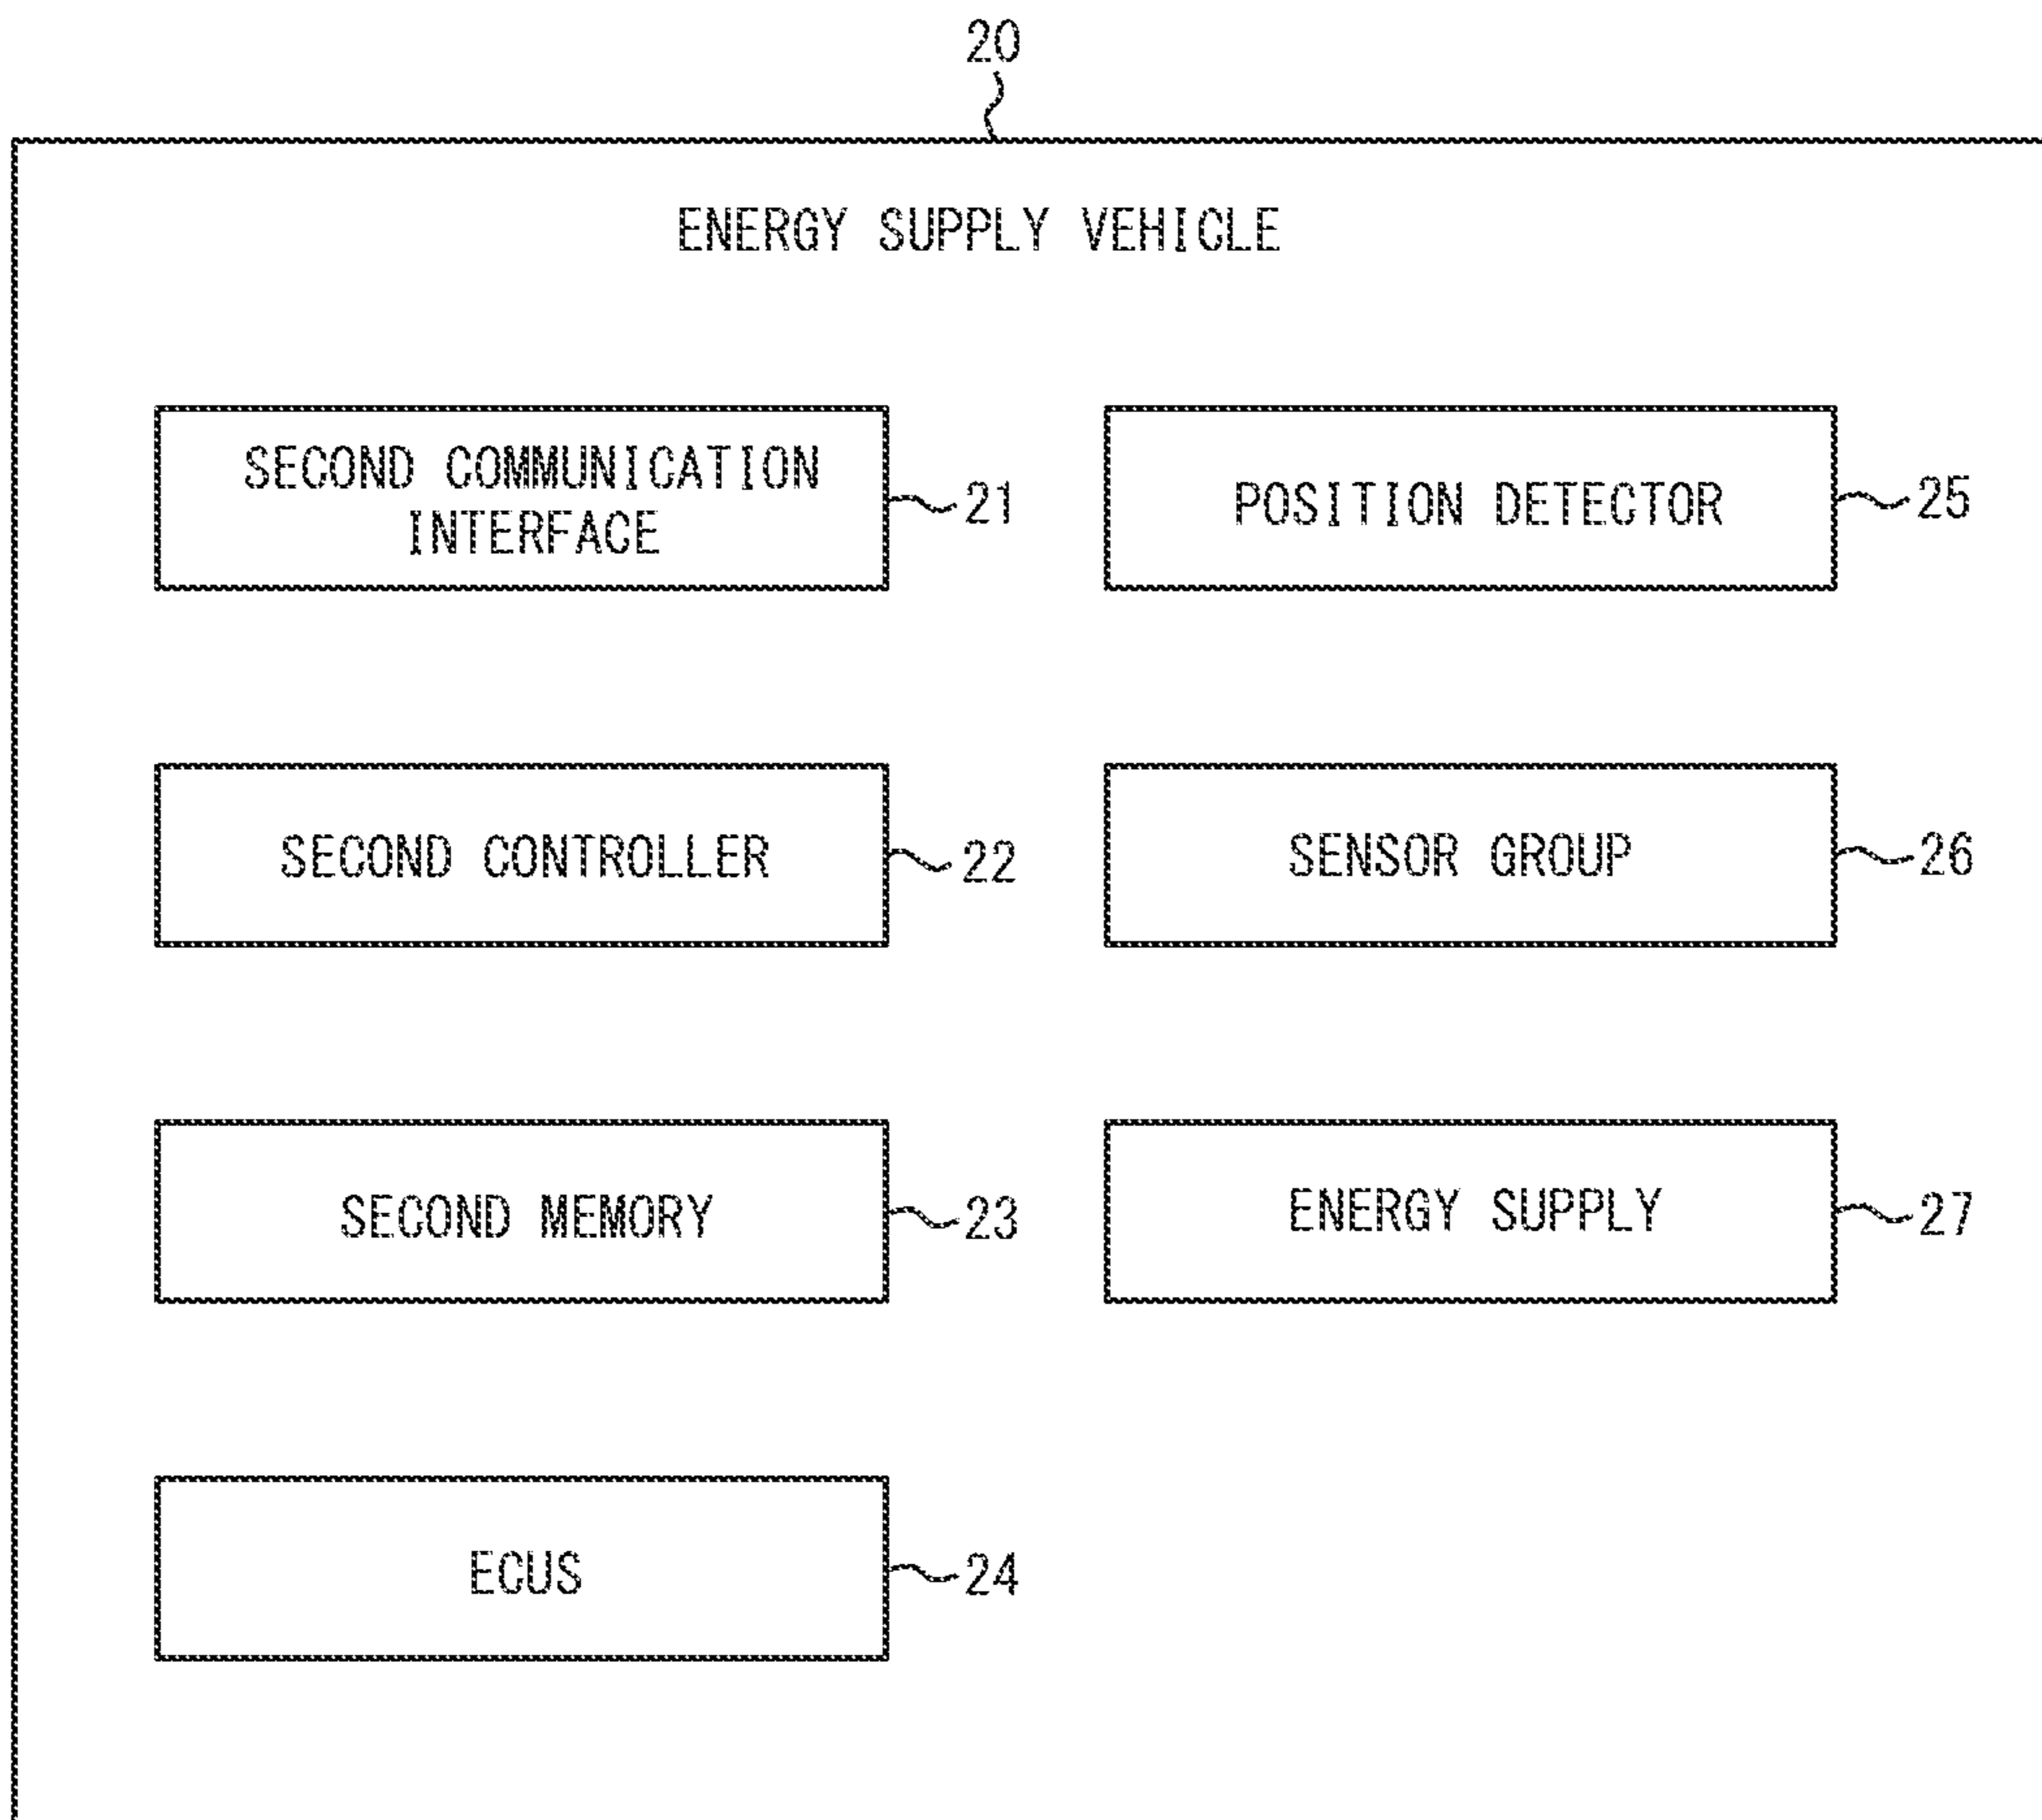 20
ENERGY SUPPLY VEHICLE
SECOND COMMUNICATION
INTERFACE
21
POSITION DETECTOR
25
SECOND CONTROLLER
22
SENSOR GROUP
26
SECOND MEMORY
23
ENERGY SUPPLY
27
ECUS
24